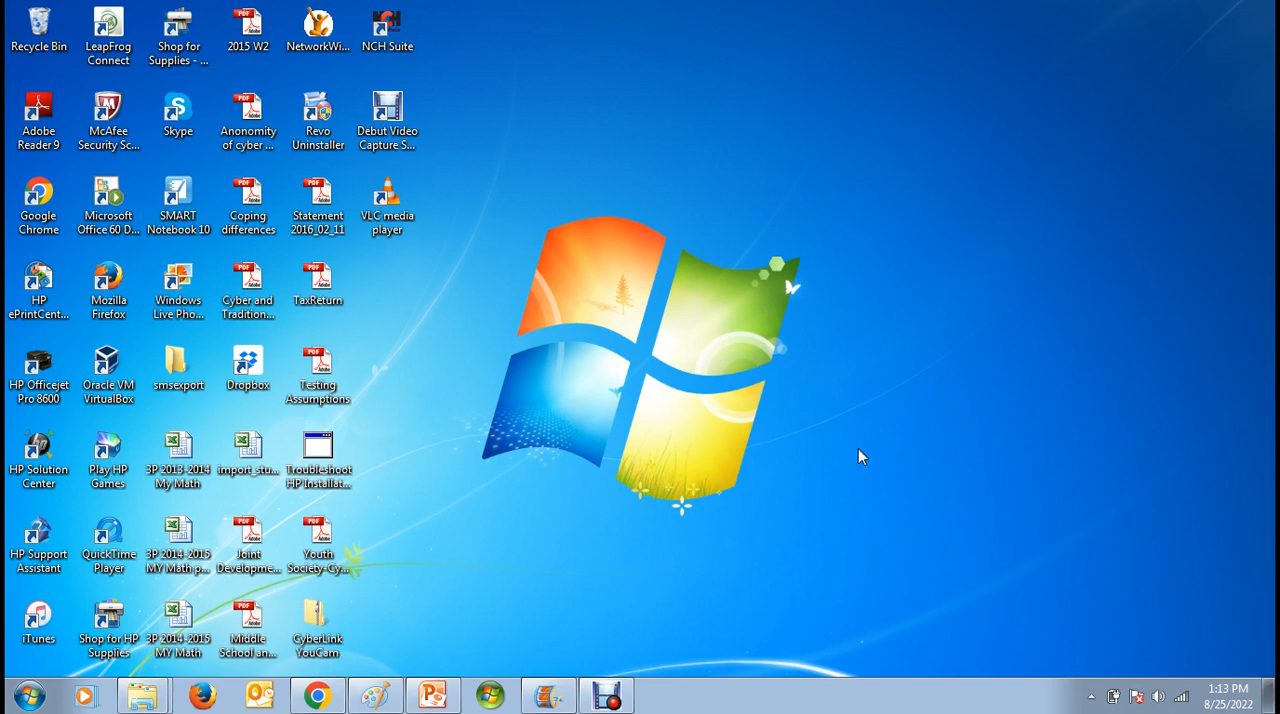 Recycle Bin
LeapFrog
Connect
Shop for
Supplies - ...
2015 W2
NetworkWi...
NCH Suite
Adobe
Reader 9
McAfee
Security Sc...
Skype
Anonomity
of cyber ...
Revo
Uninstaller
Debut Video
Capture S...
Google
Chrome
Microsoft
Office 60 D...
SMART
Notebook 10
Coping
differences
Statement
2016_02_11
VLC media
player
HP
ePrintCent...
Mozilla
Firefox
Windows
Live Pho...
Cyber and
Tradition...
TaxReturn
HP Officejet
Pro 8600
Oracle VM
VirtualBox
smsexport
Dropbox
Testing
Assumptions
HP Solution
Center
Play HP
Games
3P 2013-2014
My Math
import_stu...
Troubleshoot
HP Installat...
HP Support
Assistant
QuickTime
Player
3P 2014-2015
MY Math p...
Joint
Developme...
Youth
Society-Cy...
iTunes
Shop for HP
Supplies
3P 2014-2015
MY Math
Middle
School an...
CyberLink
YouCam
1:13 PM
8/25/2022